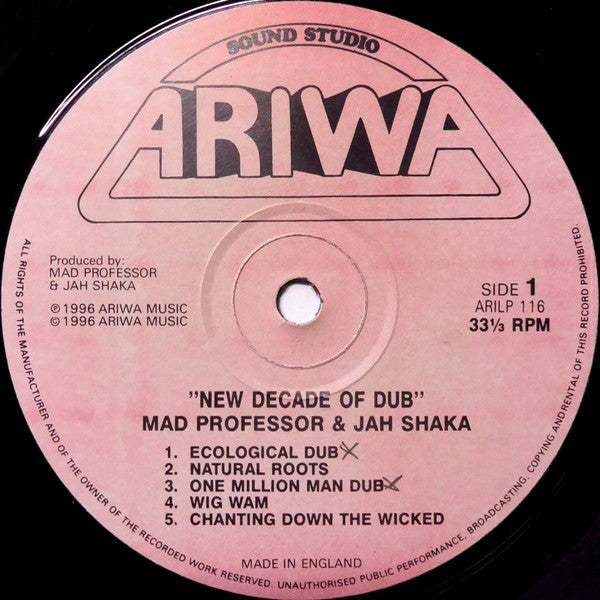 SOUND STUDIO
ARIWA
Produced by:
MAD PROFESSOR
& JAH SHAKA
℗ 1996 ARIWA MUSIC
© 1996 ARIWA MUSIC
SIDE 1
ARILP 116
33⅓ RPM
"NEW DECADE OF DUB"
MAD PROFESSOR & JAH SHAKA
1. ECOLOGICAL DUB
2. NATURAL ROOTS
3. ONE MILLION MAN DUB
4. WIG WAM
5. CHANTING DOWN THE WICKED
MADE IN ENGLAND
ALL RIGHTS OF THE MANUFACTURER AND OF THE OWNER OF THE RECORDED WORK RESERVED. UNAUTHORISED PUBLIC PERFORMANCE, BROADCASTING, COPYING ANDRENTAL OF THIS RECORD PROHIBITED.